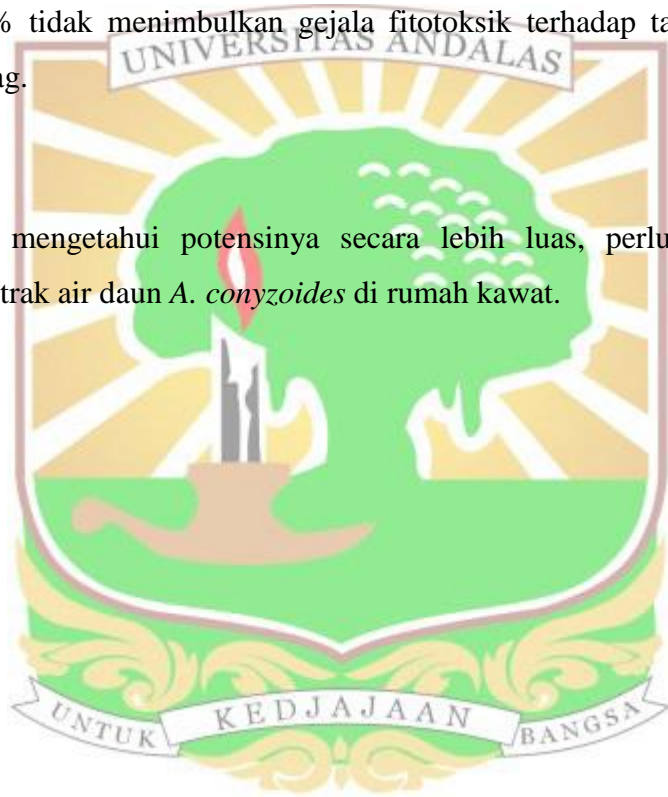 % tidak menimbulkan gejala fitotoksik terhadap ta
UNIVERSITAS ANDALAS
ag.
mengetahui potensinya secara lebih luas, perlu
trak air daun A. conyzoides di rumah kawat.
UNTUK KEDJAJAAN BANGSA